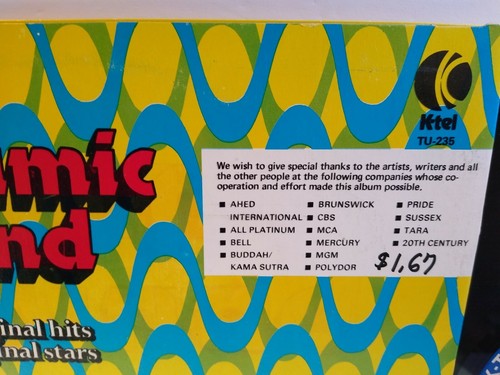 K-tel
TU-235
amic
nd
We wish to give special thanks to the artists, writers and all
the other people at the following companies whose co-
operation and effort made this album possible.
■ AHED INTERNATIONAL
■ ALL PLATINUM
■ BELL
■ BUDDAH/
KAMA SUTRA
■ BRUNSWICK
■ CBS
■ MCA
■ MERCURY
■ MGM
■ POLYDOR
■ PRIDE
■ SUSSEX
■ TARA
■ 20TH CENTURY
$1,67
inal hits
inal stars